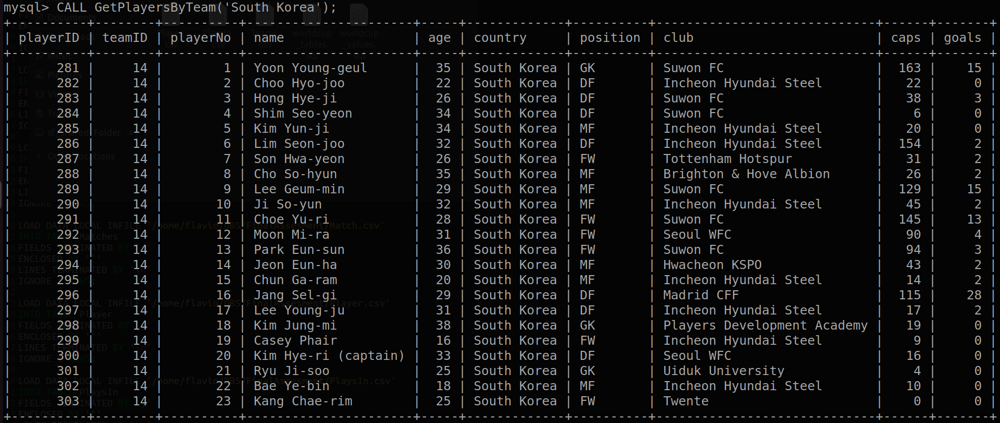 mysql> CALL GetPlayersByTeam('South Korea');
+----------+--------+----------+----------------------+-----+-------------+----------+-----------------------------+------+-------+
| playerID | teamID | playerNo | name                 | age | country     | position | club                        | caps | goals |
+----------+--------+----------+----------------------+-----+-------------+----------+-----------------------------+------+-------+
|      281 |     14 |        1 | Yoon Young-geul      |  35 | South Korea | GK       | Suwon FC                    |  163 |    15 |
|      282 |     14 |        2 | Choo Hyo-joo         |  22 | South Korea | DF       | Incheon Hyundai Steel       |   22 |     0 |
|      283 |     14 |        3 | Hong Hye-ji          |  26 | South Korea | DF       | Suwon FC                    |   38 |     3 |
|      284 |     14 |        4 | Shim Seo-yeon        |  34 | South Korea | DF       | Suwon FC                    |    6 |     0 |
|      285 |     14 |        5 | Kim Yun-ji           |  34 | South Korea | MF       | Incheon Hyundai Steel       |   20 |     0 |
|      286 |     14 |        6 | Lim Seon-joo         |  32 | South Korea | DF       | Incheon Hyundai Steel       |  154 |     2 |
|      287 |     14 |        7 | Son Hwa-yeon         |  26 | South Korea | FW       | Tottenham Hotspur           |   31 |     2 |
|      288 |     14 |        8 | Cho So-hyun          |  35 | South Korea | MF       | Brighton & Hove Albion      |   26 |     2 |
|      289 |     14 |        9 | Lee Geum-min         |  29 | South Korea | MF       | Suwon FC                    |  129 |    15 |
|      290 |     14 |       10 | Ji So-yun            |  32 | South Korea | MF       | Incheon Hyundai Steel       |   45 |     2 |
|      291 |     14 |       11 | Choe Yu-ri           |  28 | South Korea | FW       | Suwon FC                    |  145 |    13 |
|      292 |     14 |       12 | Moon Mi-ra           |  31 | South Korea | FW       | Seoul WFC                   |   90 |     4 |
|      293 |     14 |       13 | Park Eun-sun         |  36 | South Korea | FW       | Suwon FC                    |   94 |     3 |
|      294 |     14 |       14 | Jeon Eun-ha          |  30 | South Korea | MF       | Hwacheon KSPO               |   43 |     2 |
|      295 |     14 |       15 | Chun Ga-ram          |  20 | South Korea | MF       | Incheon Hyundai Steel       |   14 |     2 |
|      296 |     14 |       16 | Jang Sel-gi          |  29 | South Korea | DF       | Madrid CFF                  |  115 |    28 |
|      297 |     14 |       17 | Lee Young-ju         |  31 | South Korea | DF       | Incheon Hyundai Steel       |   17 |     2 |
|      298 |     14 |       18 | Kim Jung-mi          |  38 | South Korea | GK       | Players Development Academy |   19 |     0 |
|      299 |     14 |       19 | Casey Phair          |  16 | South Korea | FW       | Incheon Hyundai Steel       |    9 |     0 |
|      300 |     14 |       20 | Kim Hye-ri (captain) |  33 | South Korea | DF       | Seoul WFC                   |   16 |     0 |
|      301 |     14 |       21 | Ryu Ji-soo           |  25 | South Korea | GK       | Uiduk University            |    4 |     0 |
|      302 |     14 |       22 | Bae Ye-bin           |  18 | South Korea | MF       | Incheon Hyundai Steel       |   10 |     0 |
|      303 |     14 |       23 | Kang Chae-rim        |  25 | South Korea | FW       | Twente                      |    0 |     0 |
+----------+--------+----------+----------------------+-----+-------------+----------+-----------------------------+------+-------+